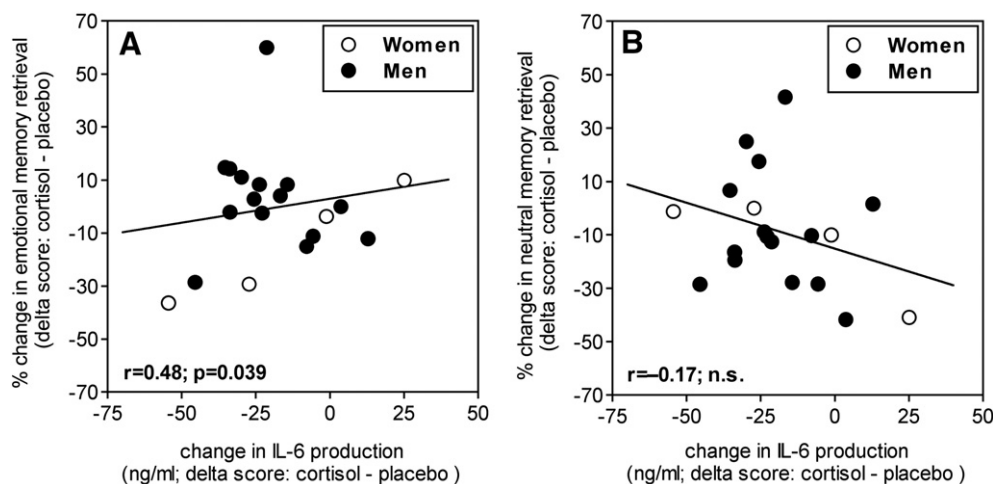 A
Women
Men
% change in emotional memory retrieval
(delta score: cortisol - placebo)
70
50
30
10
-10
-30
-50
-70
r=0.48; p=0.039
-75
-50
-25
0
25
50
change in IL-6 production
(ng/ml; delta score: cortisol - placebo )
B
Women
Men
% change in neutral memory retrieval
(delta score: cortisol - placebo)
70
50
30
10
-10
-30
-50
-70
r=–0.17; n.s.
-75
-50
-25
0
25
50
change in IL-6 production
(ng/ml; delta score: cortisol - placebo )